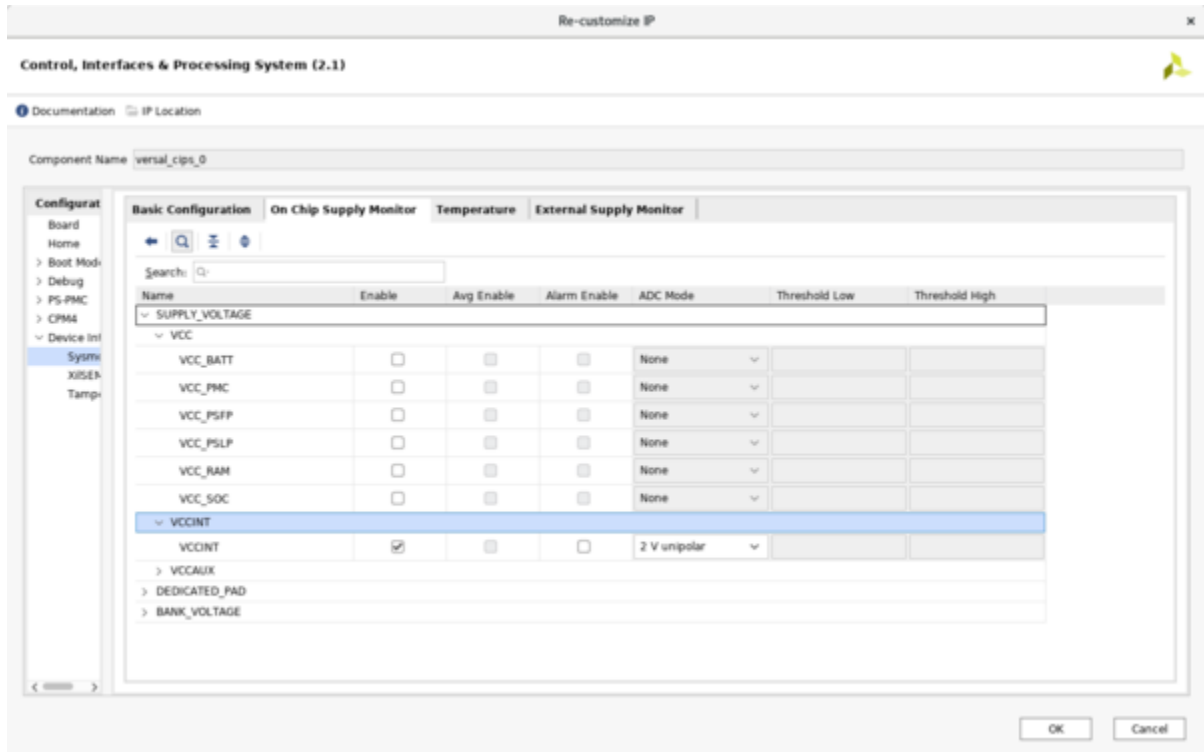 Re-customize IP
Control, Interfaces & Processing System (2.1)
Documentation IP Location
Component Name versal_cips_0
Configurat
Board
Home
Boot Mod
Debug
PS-PMC
CPM4
Device Inf
Sysm
XilSEM
Tamp
Basic Configuration On Chip Supply Monitor Temperature External Supply Monitor
Search:
Name Enable Avg Enable Alarm Enable ADC Mode Threshold Low Threshold High
SUPPLY_VOLTAGE
VCC
VCC_BATT None
VCC_PMC None
VCC_PSFP None
VCC_PSLP None
VCC_RAM None
VCC_SOC None
VCCINT
VCCINT 2 V unipolar
VCCAUX
DEDICATED_PAD
BANK_VOLTAGE
OK Cancel